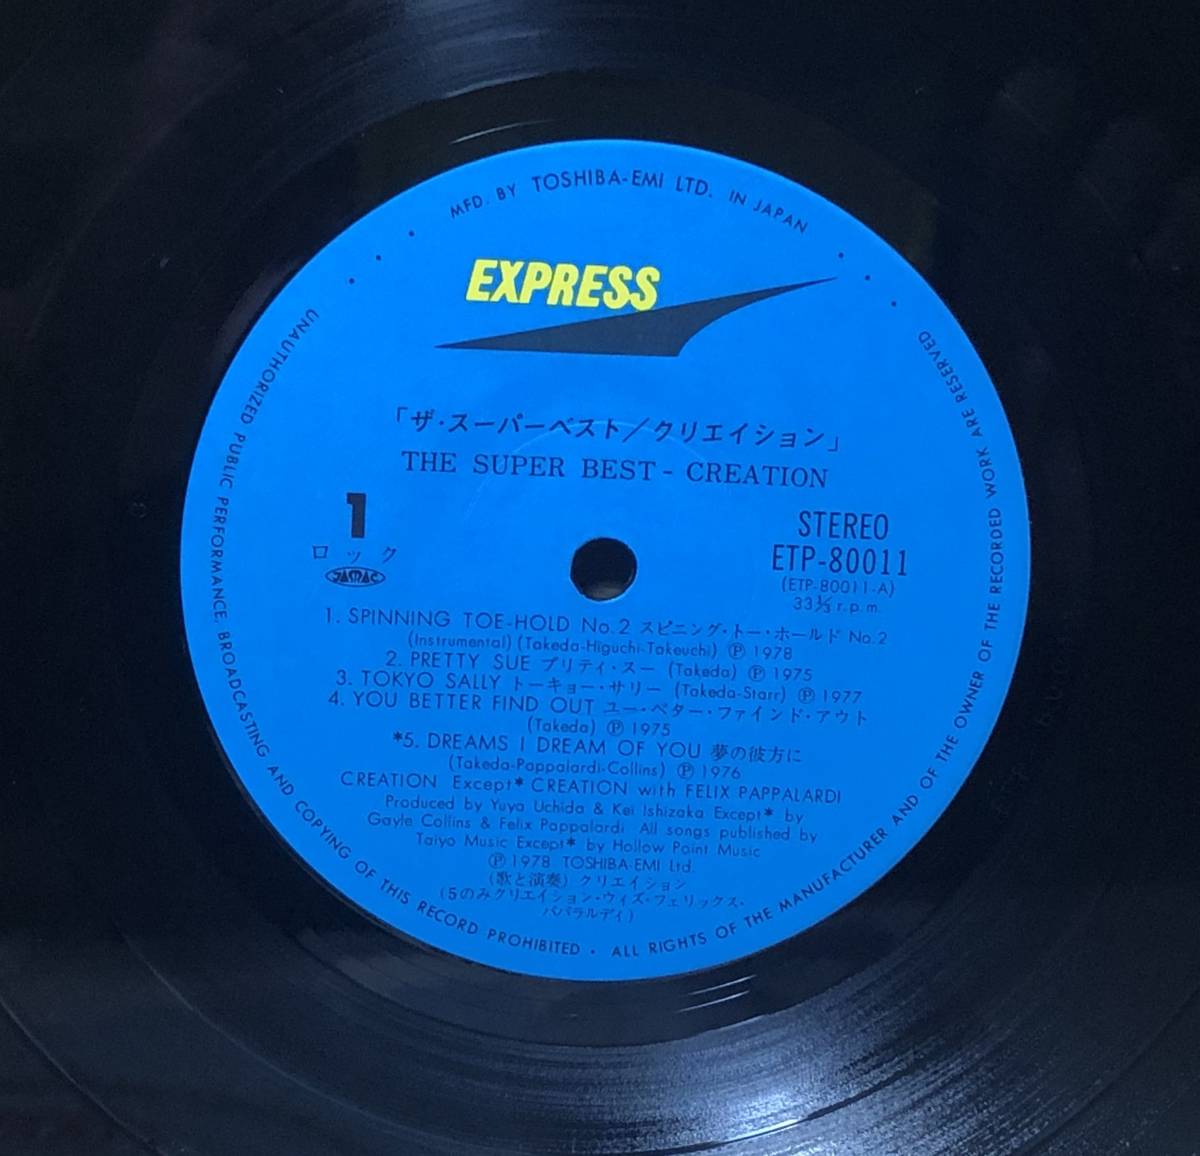 MFD. BY TOSHIBA-EMI LTD. IN JAPAN
EXPRESS
「ザ・スーパーベスト/クリエイション」
THE SUPER BEST - CREATION
1
ロック
JASRAC
STEREO
ETP-80011
(ETP-80011-A)
33⅓ r.p.m.
1. SPINNING TOE-HOLD No.2 スピニング・トー・ホールド No.2
(Instrumental) (Takeda-Higuchi-Takeuchi) Ⓟ 1978
2. PRETTY SUE プリティ・スー (Takeda) Ⓟ 1975
3. TOKYO SALLY トーキョー・サリー (Takeda-Starr) Ⓟ 1977
4. YOU BETTER FIND OUT ユー・ベター・ファインド・アウト
(Takeda) Ⓟ 1975
*5. DREAMS I DREAM OF YOU 夢の彼方に
(Takeda-Pappalardi-Collins) Ⓟ 1976
CREATION Except* CREATION with FELIX PAPPALARDI
Produced by Yuya Uchida & Kei Ishizaka Except* by
Gayle Collins & Felix Pappalardi All songs published by
Taiyo Music Except* by Hollow Point Music
Ⓟ 1978 TOSHIBA-EMI Ltd.
(歌と演奏) クリエイション
(5のみクリエイション・ウィズ・フェリックス・
パパラルディ)
UNAUTHORIZED PUBLIC PERFORMANCE, BROADCASTING AND COPYING OF THIS RECORD PROHIBITED · ALL RIGHTS OF THE MANUFACTURER AND OF THE OWNER OF THE RECORDED WORK ARE RESERVED